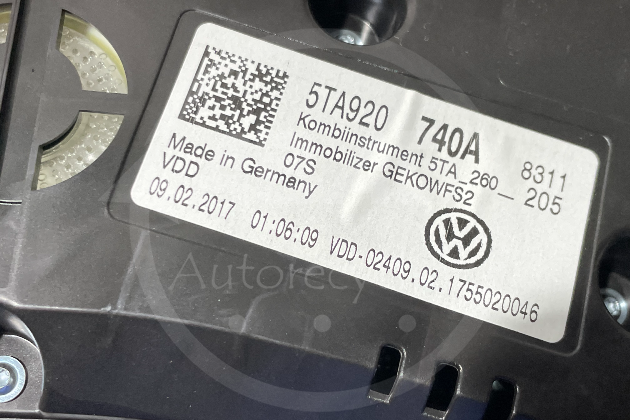 5TA920 740A 8311
Kombiinstrument 5TA_260— 205
Immobilizer GEKOWFS2
07S
Made in Germany
VDD
09.02.2017 01:06:09 VDD-02409.02.1755020046
Autorecy